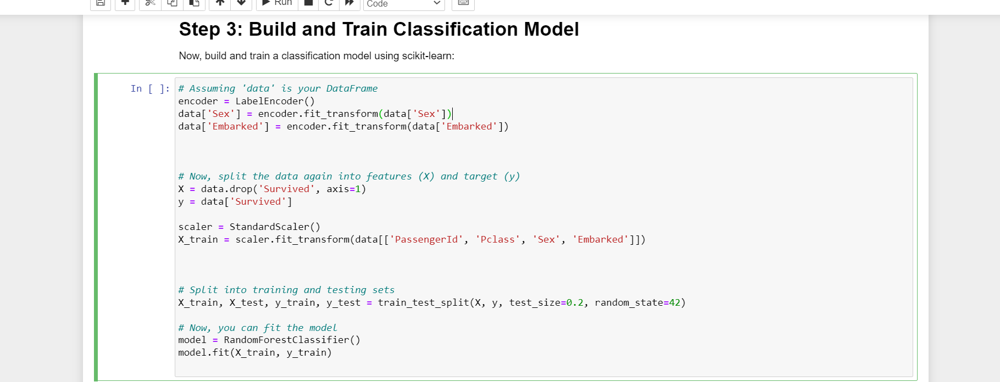 Run
Code
Step 3: Build and Train Classification Model
Now, build and train a classification model using scikit-learn:
In [ ]:
# Assuming 'data' is your DataFrame
encoder = LabelEncoder()
data['Sex'] = encoder.fit_transform(data['Sex'])
data['Embarked'] = encoder.fit_transform(data['Embarked'])
# Now, split the data again into features (X) and target (y)
X = data.drop('Survived', axis=1)
y = data['Survived']
scaler = StandardScaler()
X_train = scaler.fit_transform(data[['PassengerId', 'Pclass', 'Sex', 'Embarked']])
# Split into training and testing sets
X_train, X_test, y_train, y_test = train_test_split(X, y, test_size=0.2, random_state=42)
# Now, you can fit the model
model = RandomForestClassifier()
model.fit(X_train, y_train)